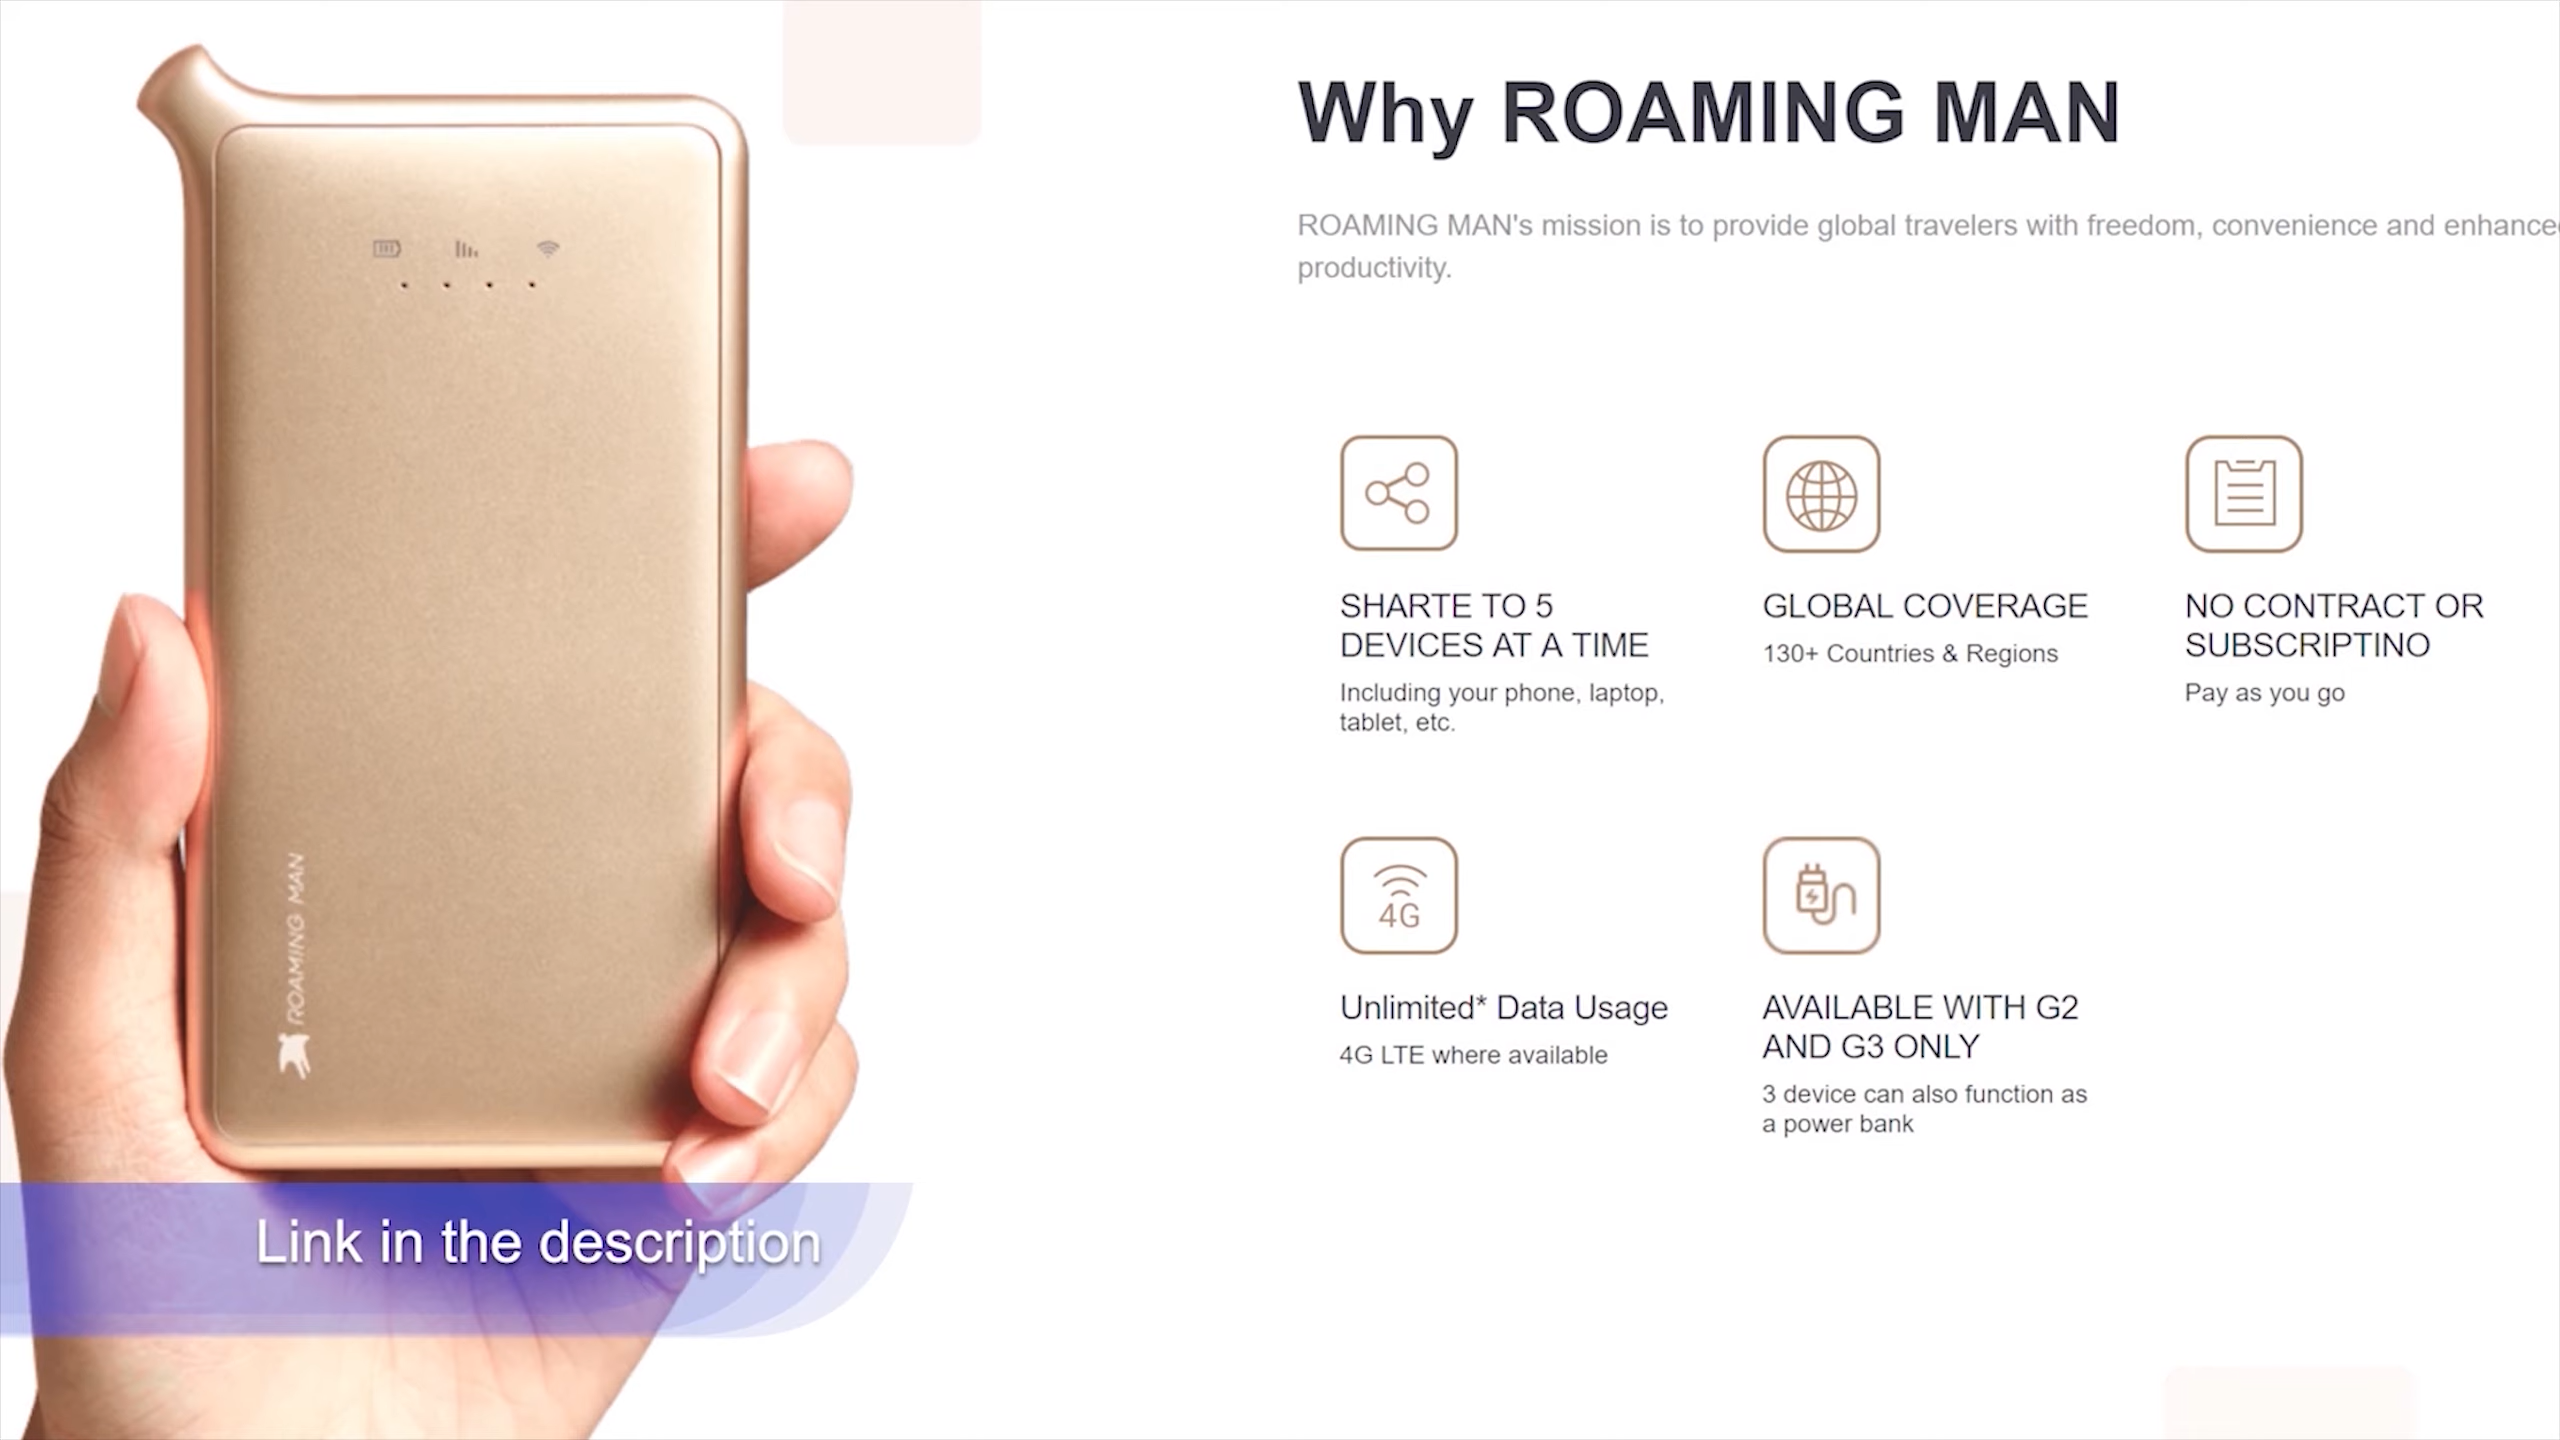 Why ROAMING MAN
ROAMING MAN's mission is to provide global travelers with freedom, convenience and enhance
productivity.
SHARTE TO 5
DEVICES AT A TIME
Including your phone, laptop,
tablet, etc.
GLOBAL COVERAGE
130+ Countries & Regions
NO CONTRACT OR
SUBSCRIPTINO
Pay as you go
4G
Unlimited* Data Usage
4G LTE where available
AVAILABLE WITH G2
AND G3 ONLY
3 device can also function as
a power bank
ROAMING MAN
Link in the description